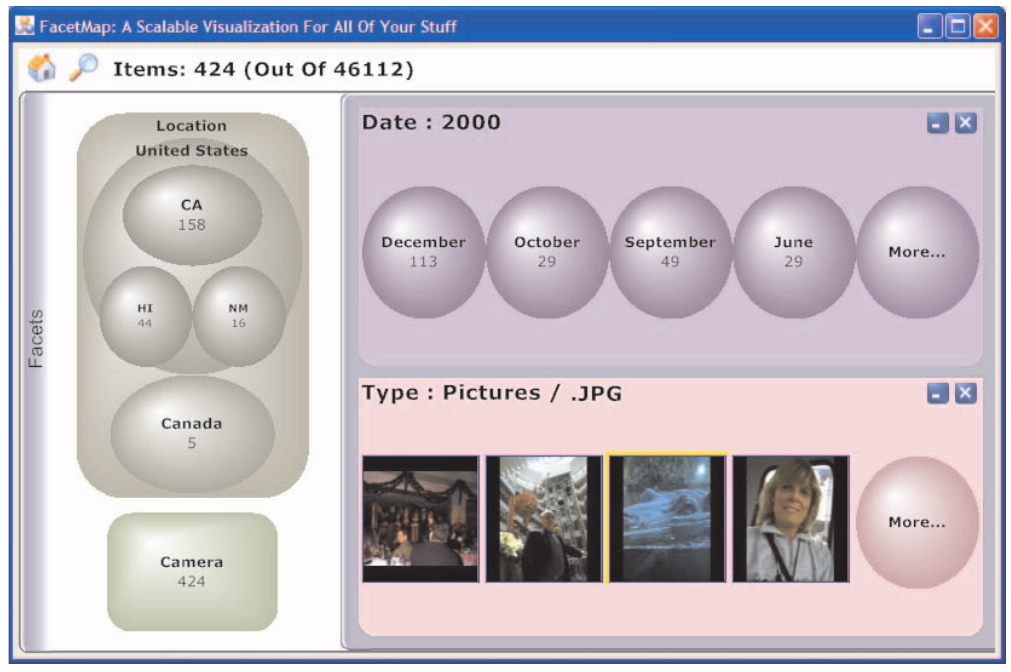 FacetMap: A Scalable Visualization For All Of Your Stuff
Items: 424 (Out Of 46112)
Facets
Location
United States
CA
158
HI
44
NM
16
Canada
5
Camera
424
Date : 2000
December
113
October
29
September
49
June
29
More...
Type : Pictures / .JPG
More...